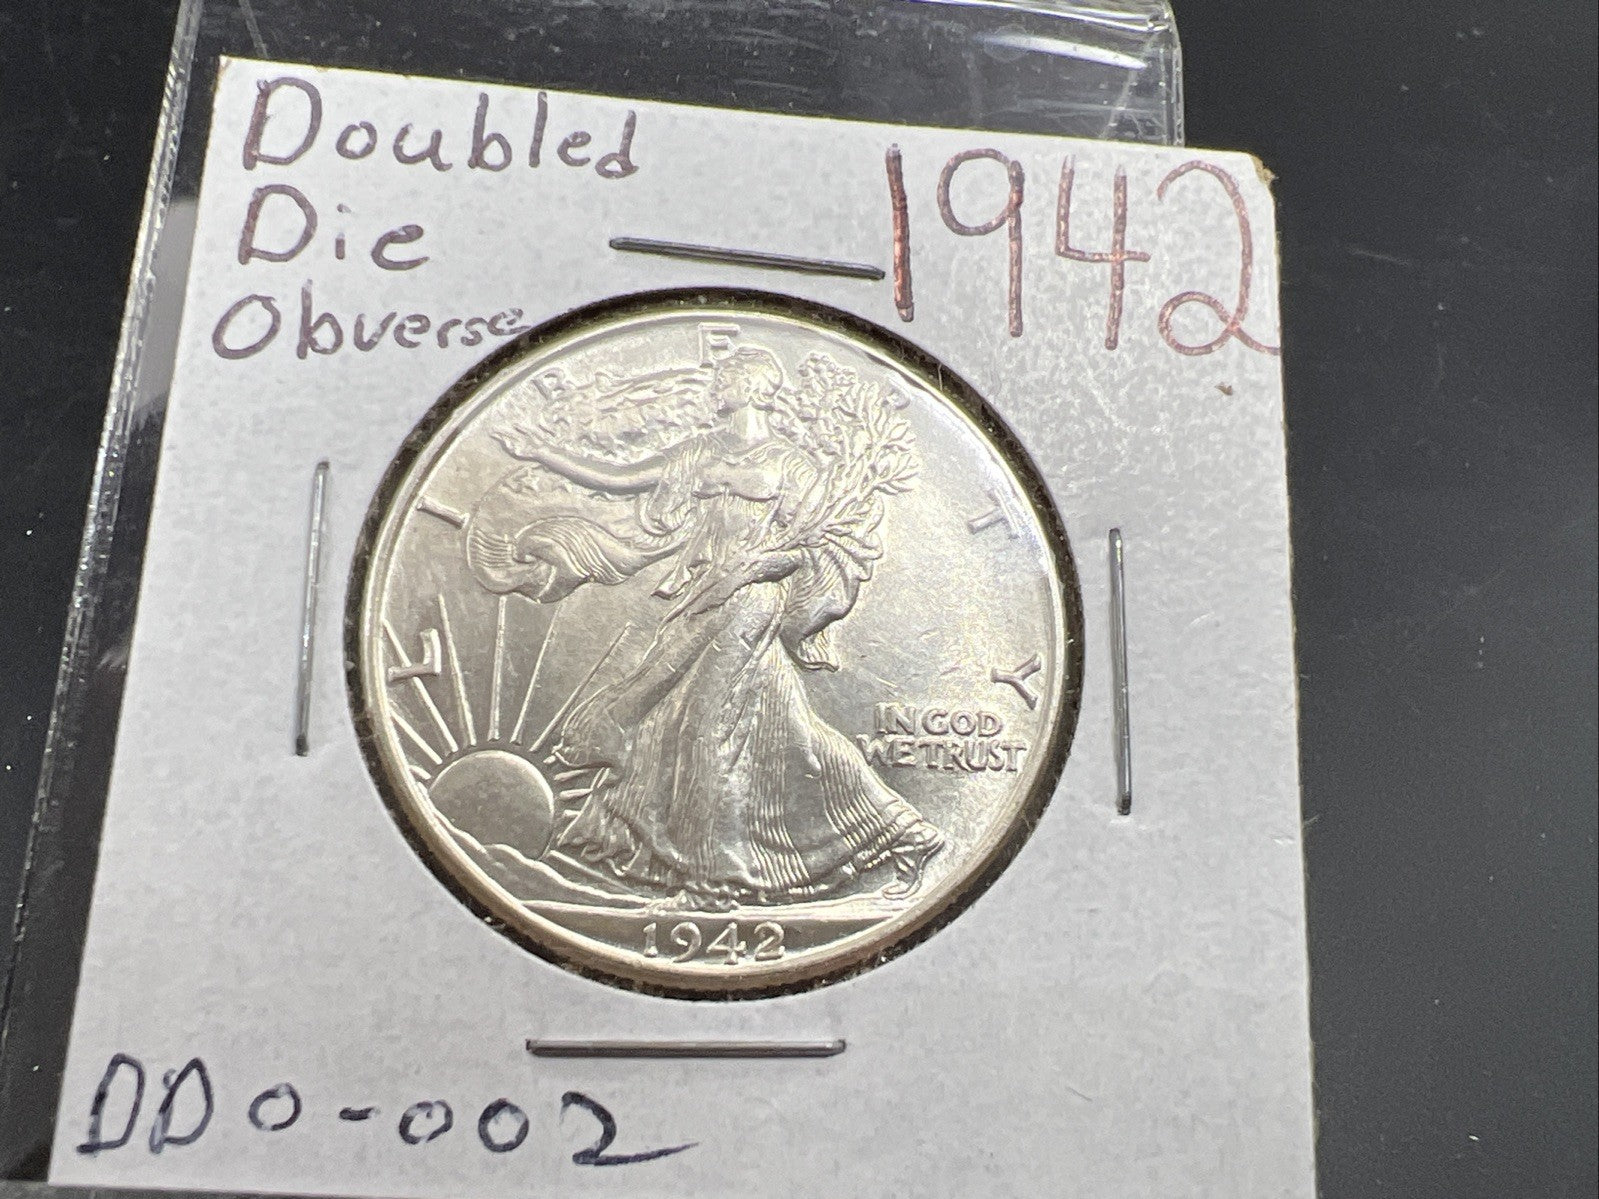 Doubled
Die
Obverse
1942
LIBERTY
IN GOD
WE TRUST
1942
DDO-002